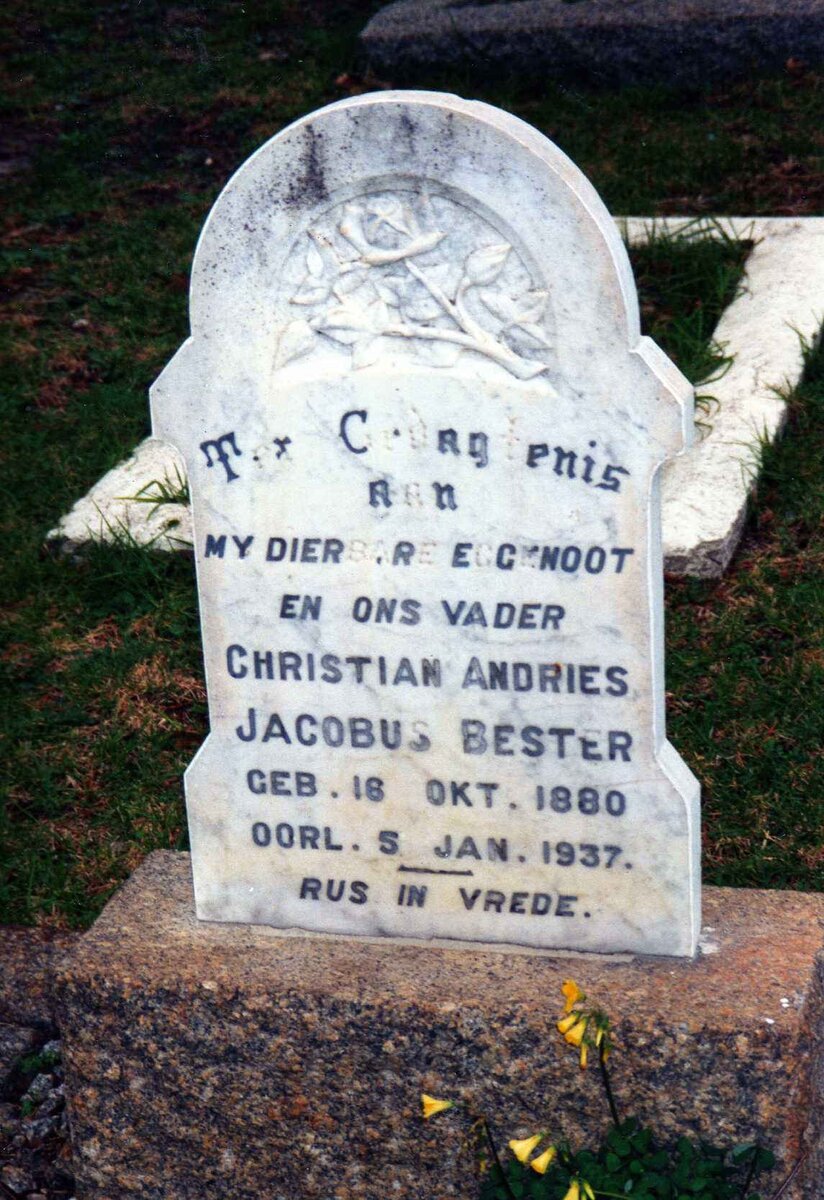 Ter Gedagtenis
aan
MY DIERBARE EGGENOOT
EN ONS VADER
CHRISTIAN ANDRIES
JACOBUS BESTER
GEB. 16 OKT. 1880
OORL. 5 JAN. 1937.
RUS IN VREDE.